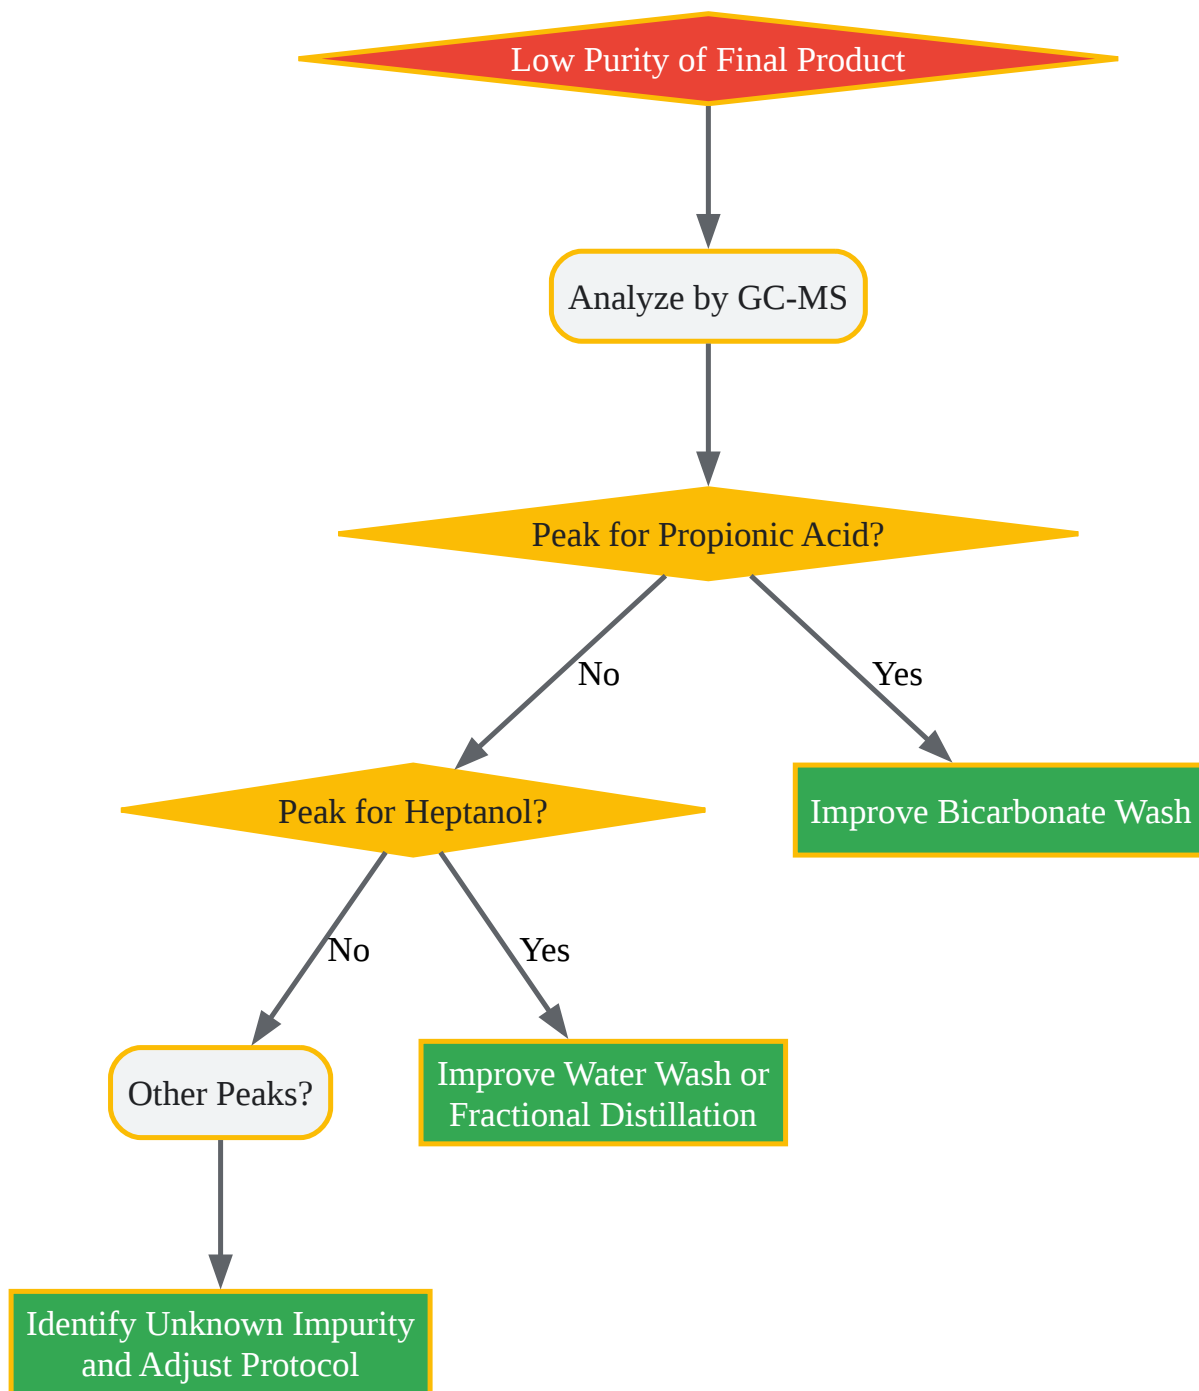 Low Purity of Final Product
Analyze by GC-MS
Peak for Propionic Acid?
No
Yes
Peak for Heptanol?
Improve Bicarbonate Wash
No
Yes
Other Peaks?
Improve Water Wash or
Fractional Distillation
Identify Unknown Impurity
and Adjust Protocol